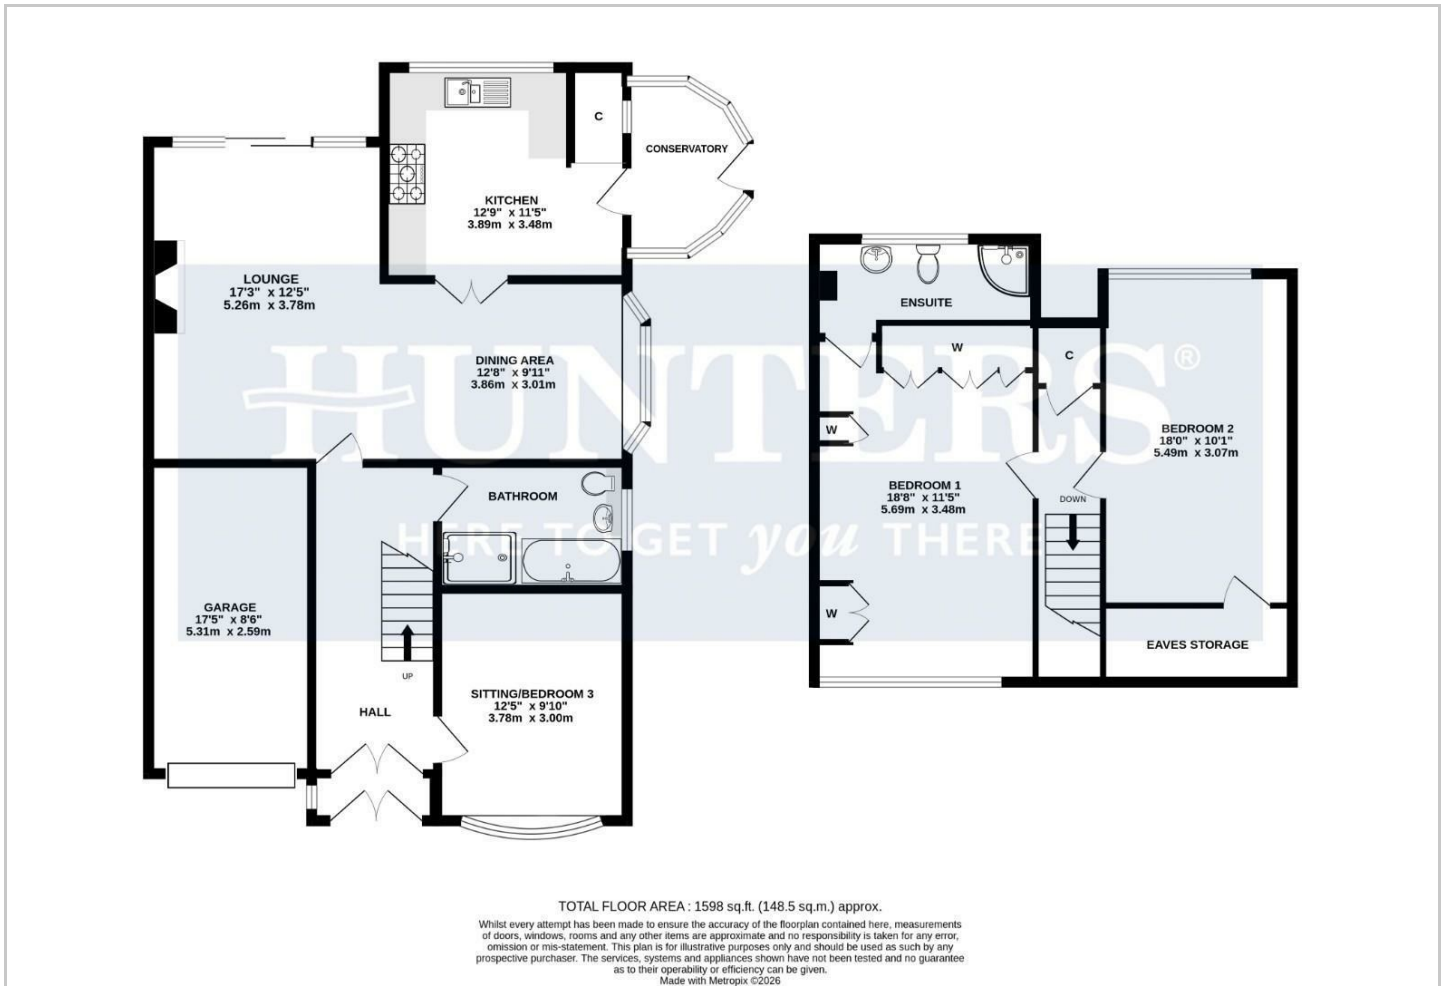 KITCHEN
12'9" x 11'5"
3.89m x 3.48m
C
CONSERVATORY
LOUNGE
17'3" x 12'5"
5.26m x 3.78m
DINING AREA
12'8" x 9'11"
3.86m x 3.01m
BATHROOM
GARAGE
17'5" x 8'6"
5.31m x 2.59m
UP
HALL
SITTING/BEDROOM 3
12'5" x 9'10"
3.78m x 3.00m
ENSUITE
W
C
W
BEDROOM 1
18'8" x 11'5"
5.69m x 3.48m
W
BEDROOM 2
18'0" x 10'1"
5.49m x 3.07m
DOWN
EAVES STORAGE
HUNTERS®
HERE TO GET you THERE
TOTAL FLOOR AREA : 1598 sq.ft. (148.5 sq.m.) approx.
Whilst every attempt has been made to ensure the accuracy of the floorplan contained here, measurements
of doors, windows, rooms and any other items are approximate and no responsibility is taken for any error,
omission or mis-statement. This plan is for illustrative purposes only and should be used as such by any
prospective purchaser. The services, systems and appliances shown have not been tested and no guarantee
as to their operability or efficiency can be given.
Made with Metropix ©2026